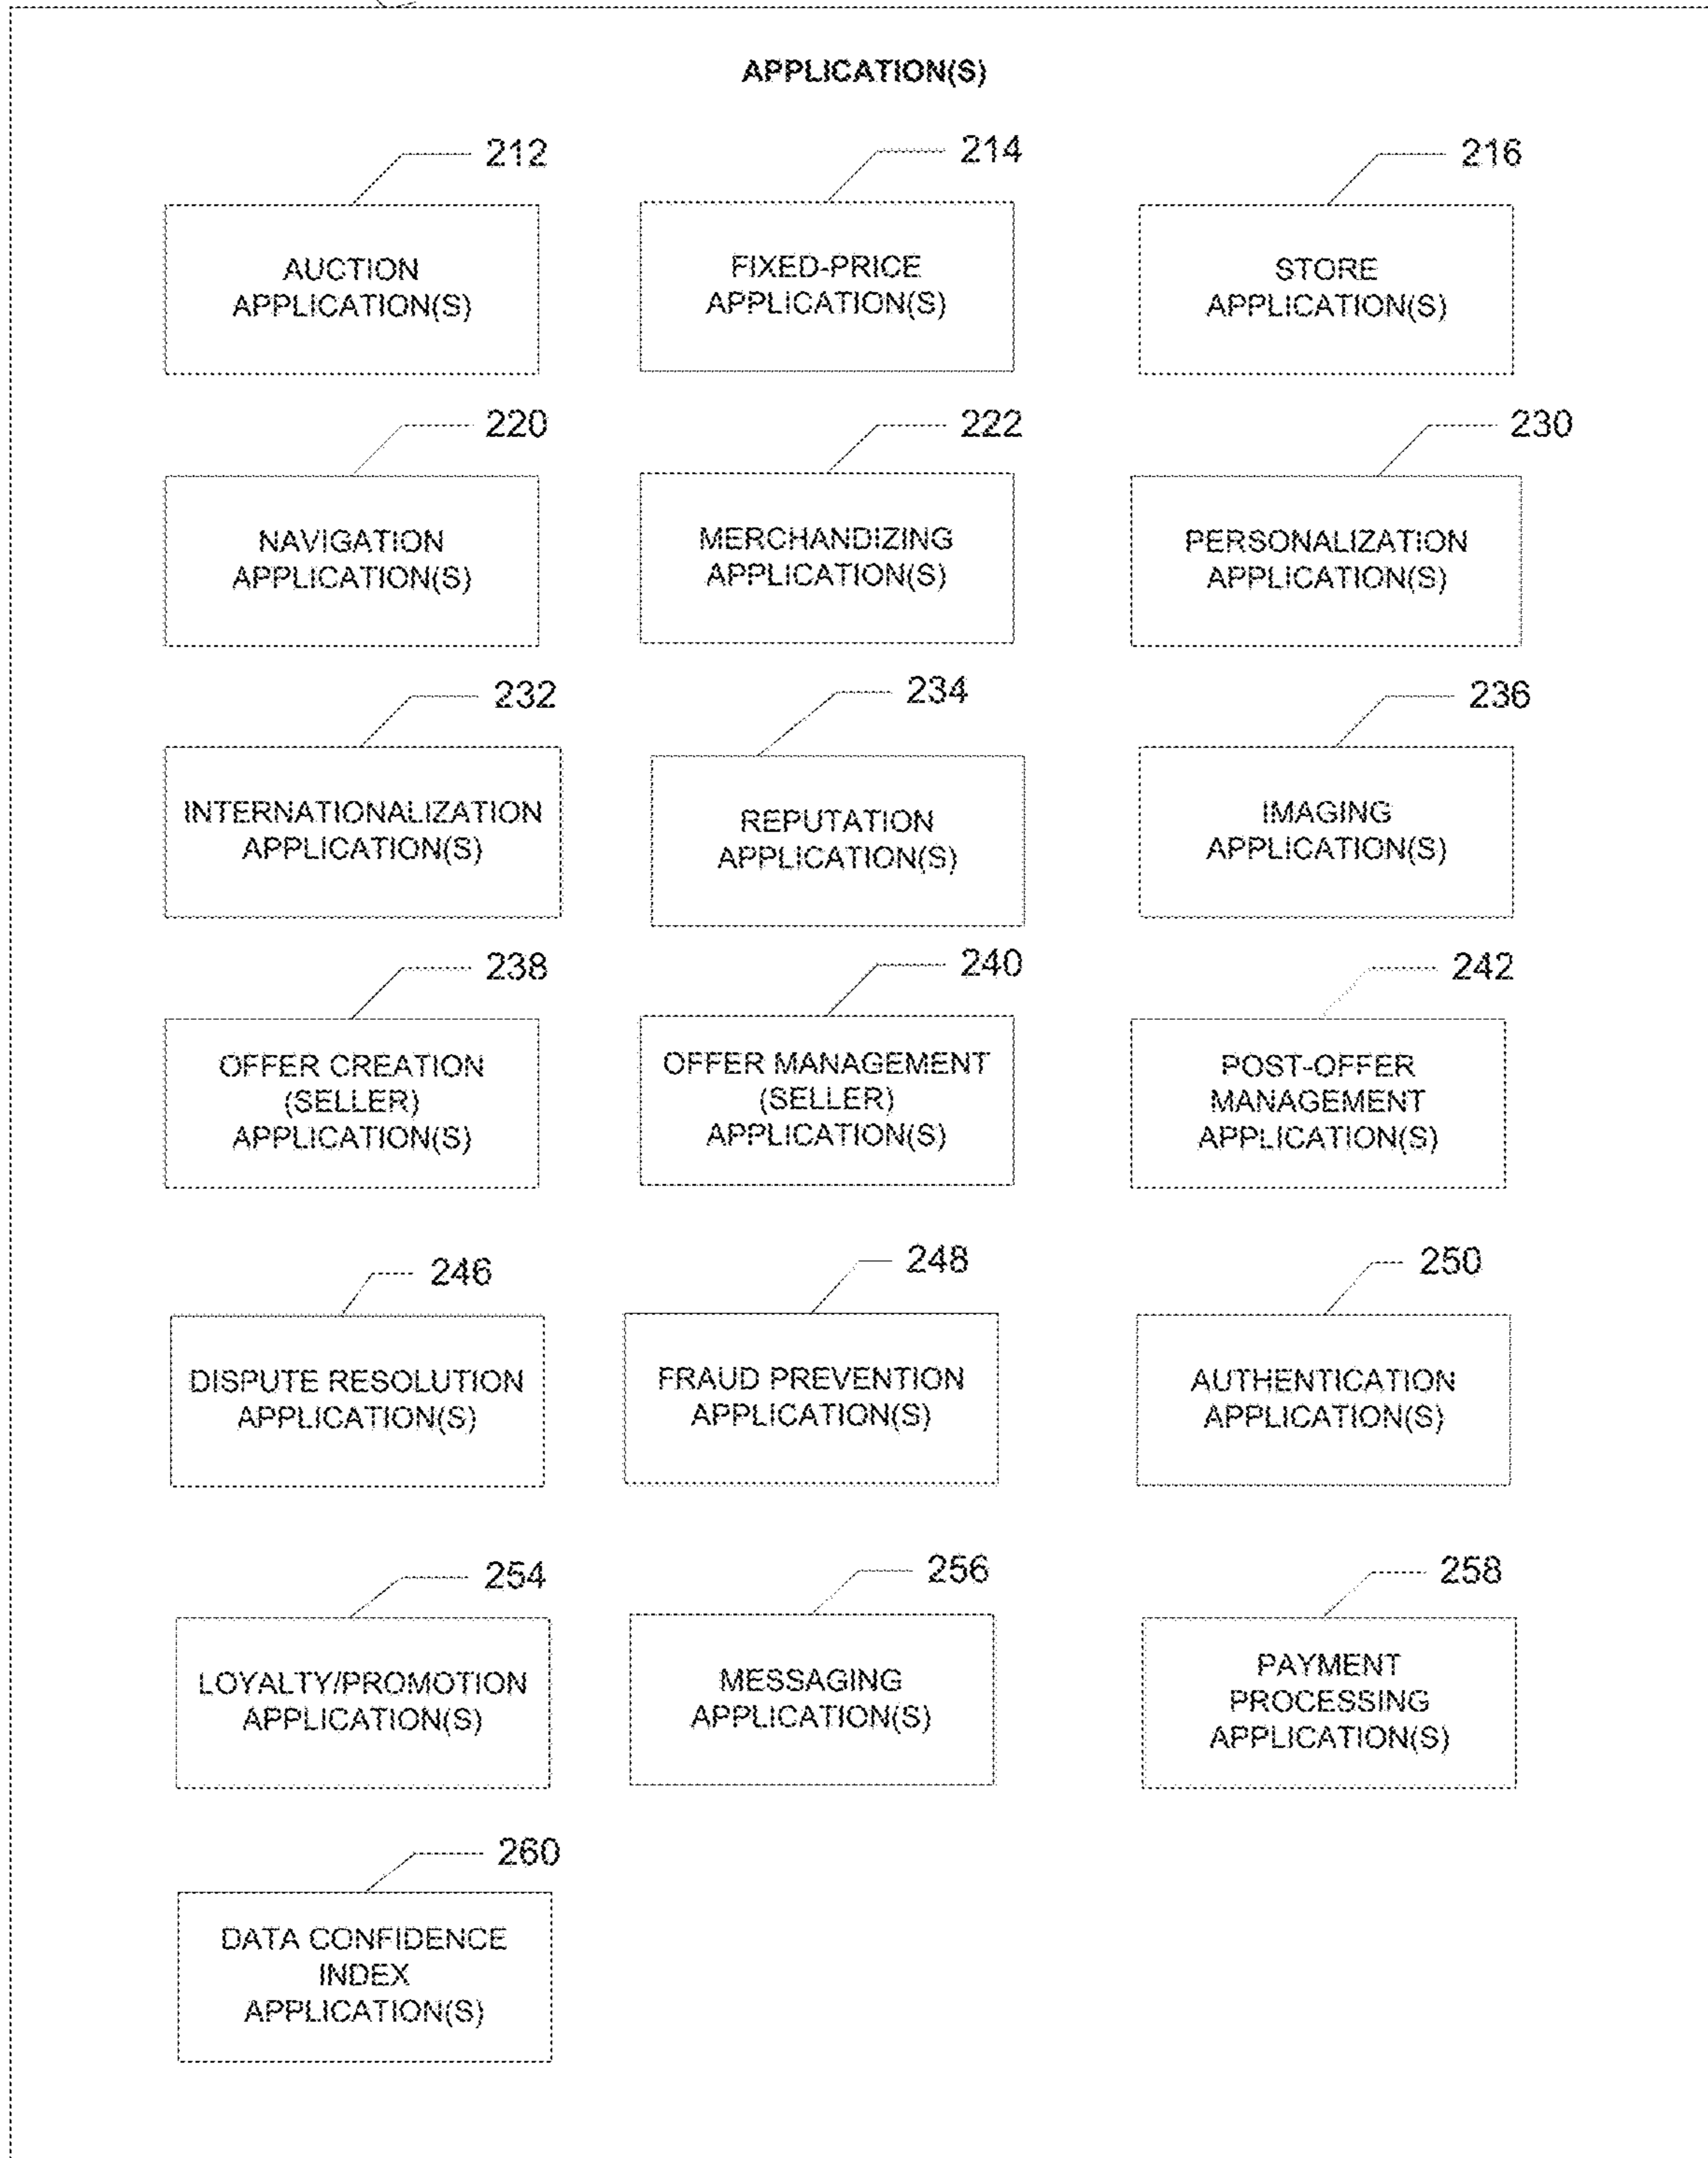 APPLICATION(S)
212
AUCTION
APPLICATION(S)
214
FIXED-PRICE
APPLICATION(S)
216
STORE
APPLICATION(S)
220
NAVIGATION
APPLICATION(S)
222
MERCHANDIZING
APPLICATION(S)
230
PERSONALIZATION
APPLICATION(S)
232
INTERNATIONALIZATION
APPLICATION(S)
234
REPUTATION
APPLICATION(S)
236
IMAGING
APPLICATION(S)
238
OFFER CREATION
(SELLER)
APPLICATION(S)
240
OFFER MANAGEMENT
(SELLER)
APPLICATION(S)
242
POST-OFFER
MANAGEMENT
APPLICATION(S)
246
DISPUTE RESOLUTION
APPLICATION(S)
248
FRAUD PREVENTION
APPLICATION(S)
250
AUTHENTICATION
APPLICATION(S)
254
LOYALTY/PROMOTION
APPLICATION(S)
256
MESSAGING
APPLICATION(S)
258
PAYMENT
PROCESSING
APPLICATION(S)
260
DATA CONFIDENCE
INDEX
APPLICATION(S)